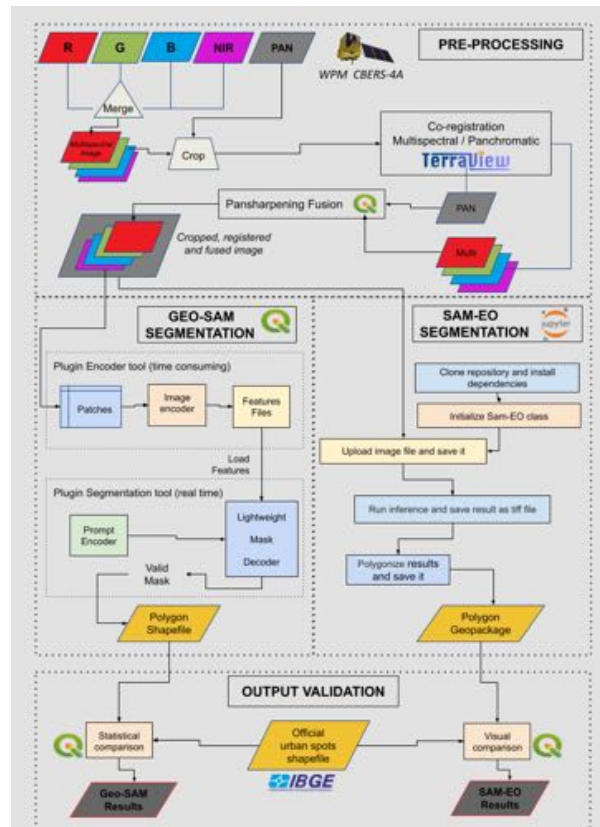 R
G
B
NIR
PAN
WPM CBERS-4A
PRE-PROCESSING
Merge
Multispectral
Image
Crop
Co-registration
Multispectral / Panchromatic
TerraView
Pansharpening Fusion
PAN
Cropped, registered
and fused image
Multi
GEO-SAM
SEGMENTATION
Plugin Encoder tool (time consuming)
Patches
Image
encoder
Features
Files
Load
Features
Plugin Segmentation tool (real time)
Prompt
Encoder
Lightweight
Mask
Decoder
Valid
Mask
Polygon
Shapefile
SAM-EO
SEGMENTATION
jupyter
Clone repository and install
dependencies
Initialize Sam-EO class
Upload image file and save it
Run inference and save result as tiff file
Polygonize results
and save it
Polygon
Geopackage
OUTPUT VALIDATION
Statistical
comparison
Official
urban spots
shapefile
IBGE
Visual
comparison
Geo-SAM
Results
SAM-EO
Results